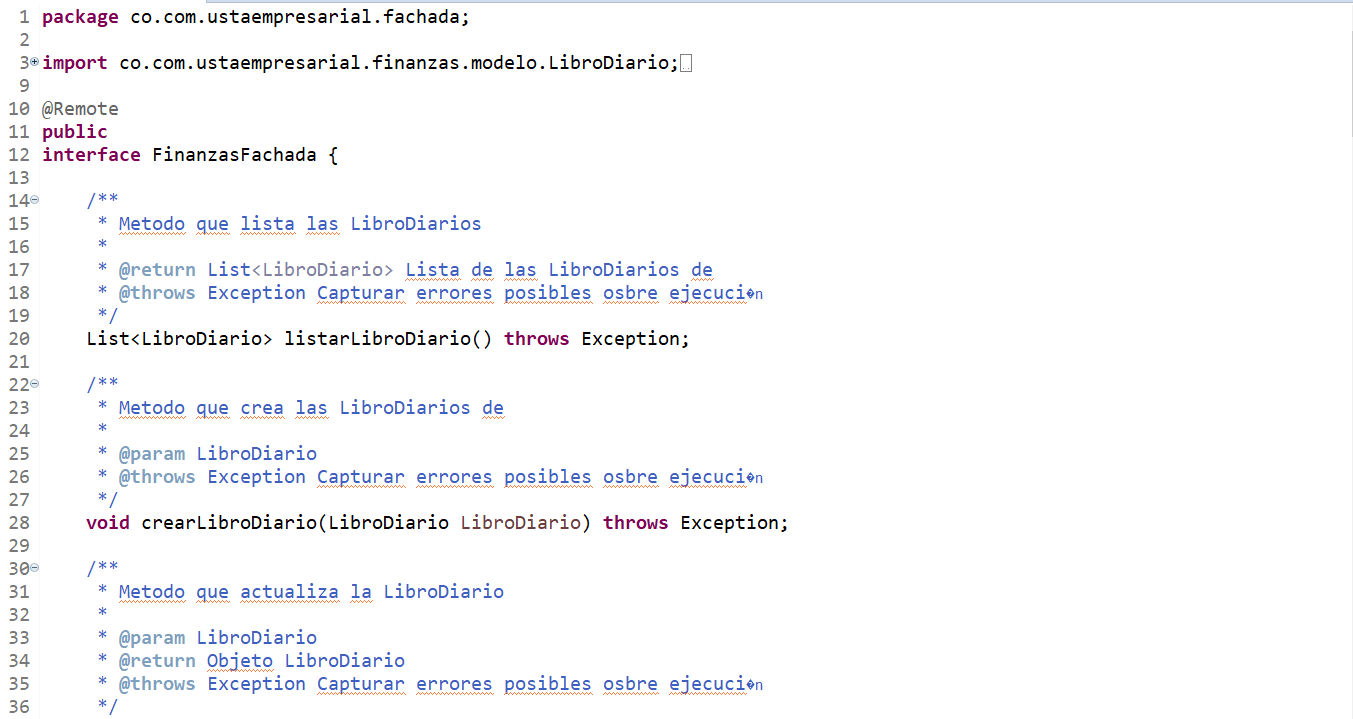 1 package co.com.ustaempresarial.fachada;
2
3 import co.com.ustaempresarial.finanzas.modelo.LibroDiario;
9
10 @Remote
11 public
12 interface FinanzasFachada {
13
14 /**
15 * Metodo que lista las LibroDiarios
16 *
17 * @return List<LibroDiario> Lista de las LibroDiarios de
18 * @throws Exception Capturar errores posibles osbre ejecuci�n
19 */
20 List<LibroDiario> listarLibroDiario() throws Exception;
21
22 /**
23 * Metodo que crea las LibroDiarios de
24 *
25 * @param LibroDiario
26 * @throws Exception Capturar errores posibles osbre ejecuci�n
27 */
28 void crearLibroDiario(LibroDiario LibroDiario) throws Exception;
29
30 /**
31 * Metodo que actualiza la LibroDiario
32 *
33 * @param LibroDiario
34 * @return Objeto LibroDiario
35 * @throws Exception Capturar errores posibles osbre ejecuci�n
36 */